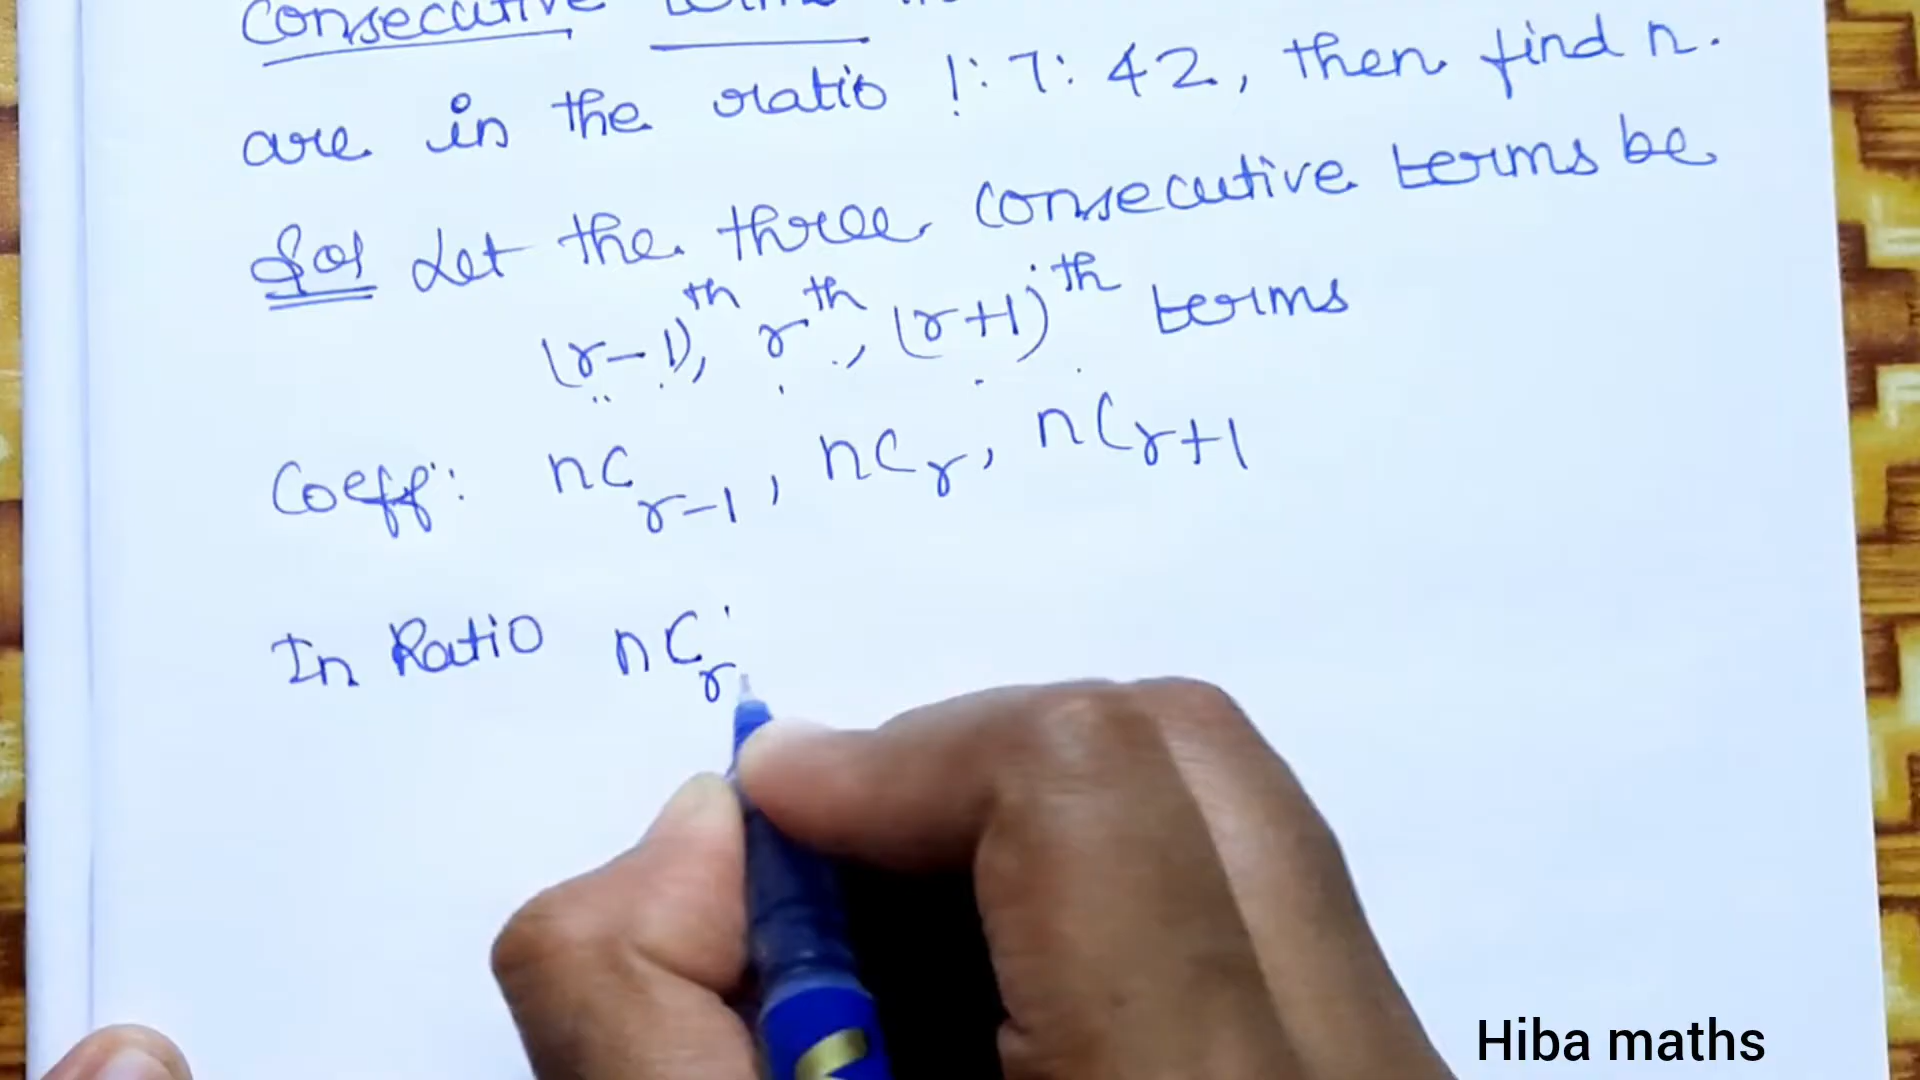 Consecutive terms
are in the ratio 1:7:42, then find n.
Sol Let the three consecutive terms be
(r-1)th, rth, (r+1)th terms
Coeff: nCr-1, nCr, nCr+1
In Ratio nCr
Hiba maths